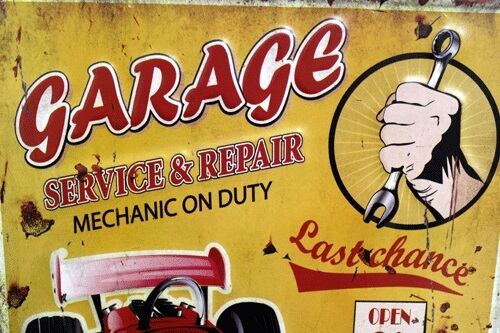 GARAGE
SERVICE & REPAIR
MECHANIC ON DUTY
Last chance
OPEN